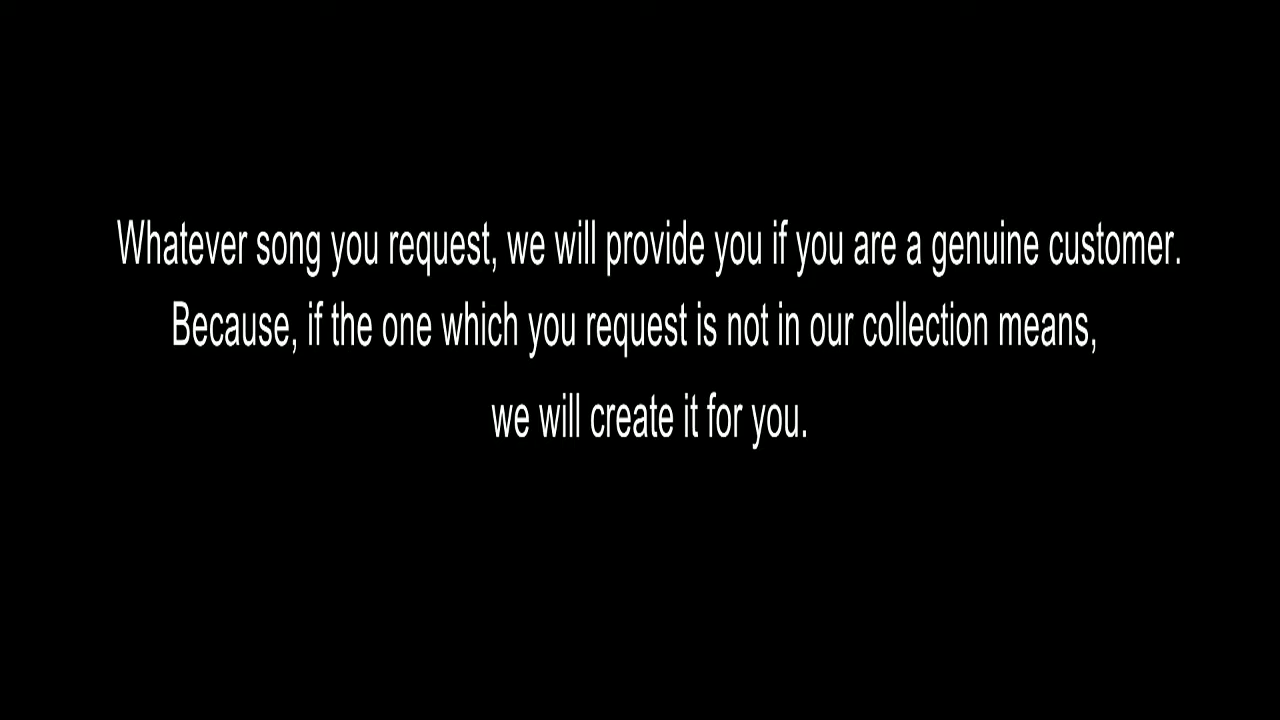 Whatever song you request, we will provide you if you are a genuine customer.
Because, if the one which you request is not in our collection means,
we will create it for you.